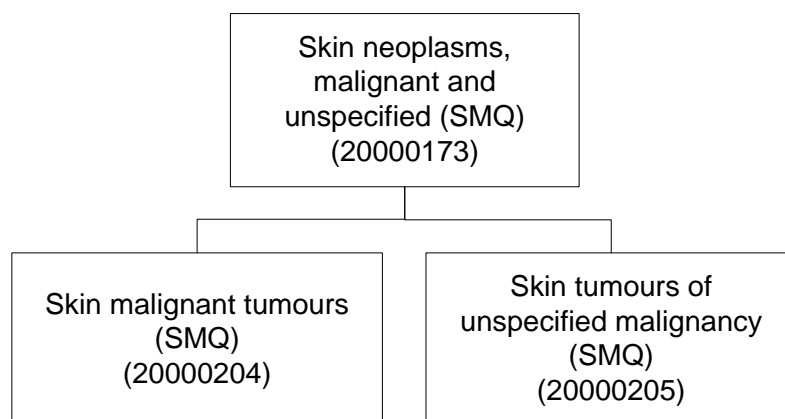 Skin neoplasms,
malignant and
unspecified (SMQ)
(20000173)
Skin malignant tumours
(SMQ)
(20000204)
Skin tumours of
unspecified malignancy
(SMQ)
(20000205)